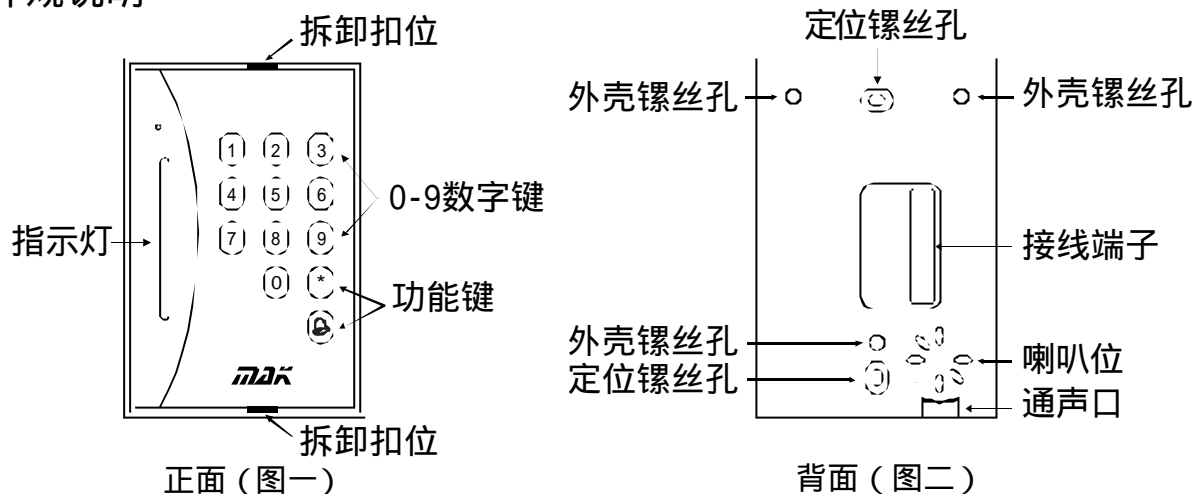 拆卸扣位
1 2 3
4 5 6
7 8 9
0 *
指示灯
0-9数字键
功能键
MAK
拆卸扣位
正面（图一）
定位镙丝孔
外壳镙丝孔
外壳镙丝孔
接线端子
外壳镙丝孔
定位镙丝孔
喇叭位
通声口
背面（图二）